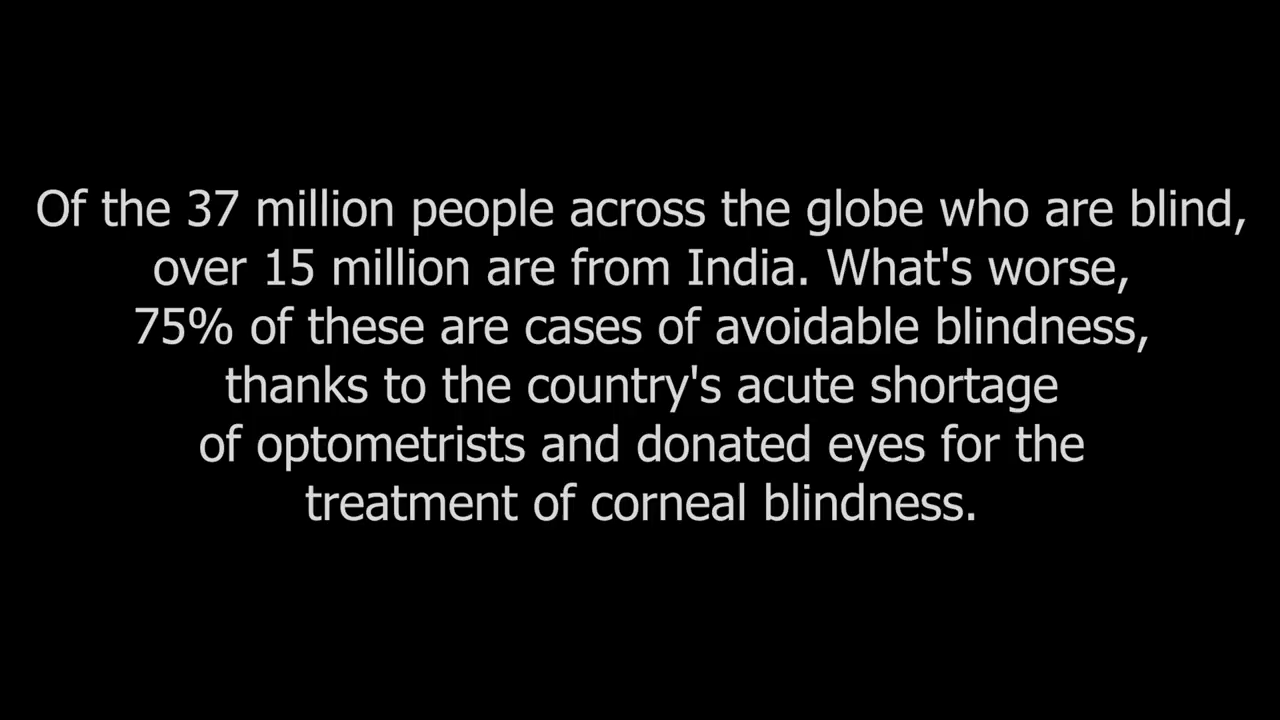 Of the 37 million people across the globe who are blind,
over 15 million are from India. What's worse,
75% of these are cases of avoidable blindness,
thanks to the country's acute shortage
of optometrists and donated eyes for the
treatment of corneal blindness.